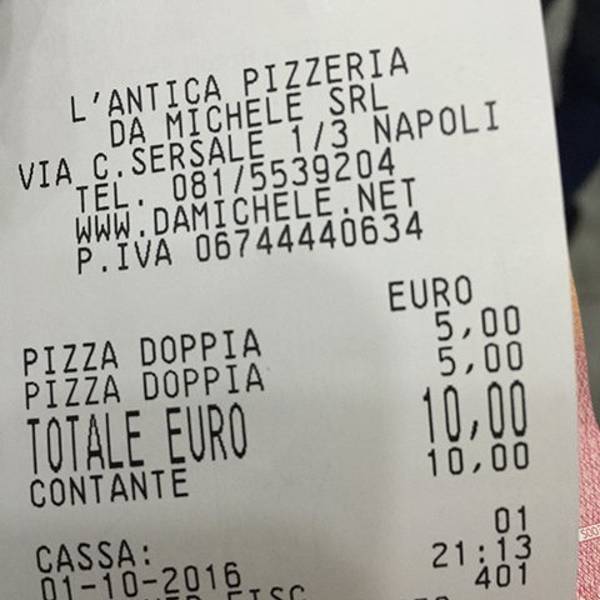 L'ANTICA PIZZERIA
DA MICHELE SRL
VIA C.SERSALE 1/3 NAPOLI
TEL. 081/5539204
WWW.DAMICHELE.NET
P.IVA 06744440634
EURO
PIZZA DOPPIA 5,00
PIZZA DOPPIA 5,00
TOTALE EURO 10,00
CONTANTE 10,00
CASSA: 01
01-10-2016 21:13
401